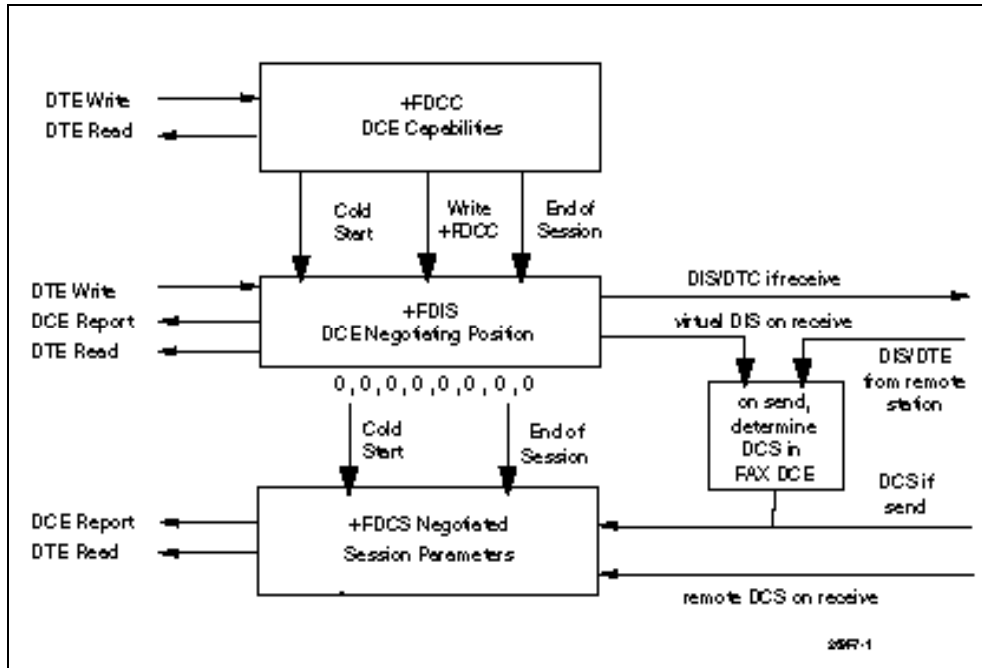 DTE Write
DTE Read
+FDCC
DCE Capabilities
Cold
Start
Write
+FDCC
End of
Session
DTE Write
DCE Report
DTE Read
+FDIS
DCE Negotiating Position
DIS/DTC if receive
virtual DIS on receive
DIS/DTE
from remote
station
0,0,0,0,0,0,0,0
on send,
determine
DCS in
FAX DCE
Cold
Start
End of
Session
DCS if
send
DCE Report
DTE Read
+FDCS Negotiated
Session Parameters
remote DCS on receive